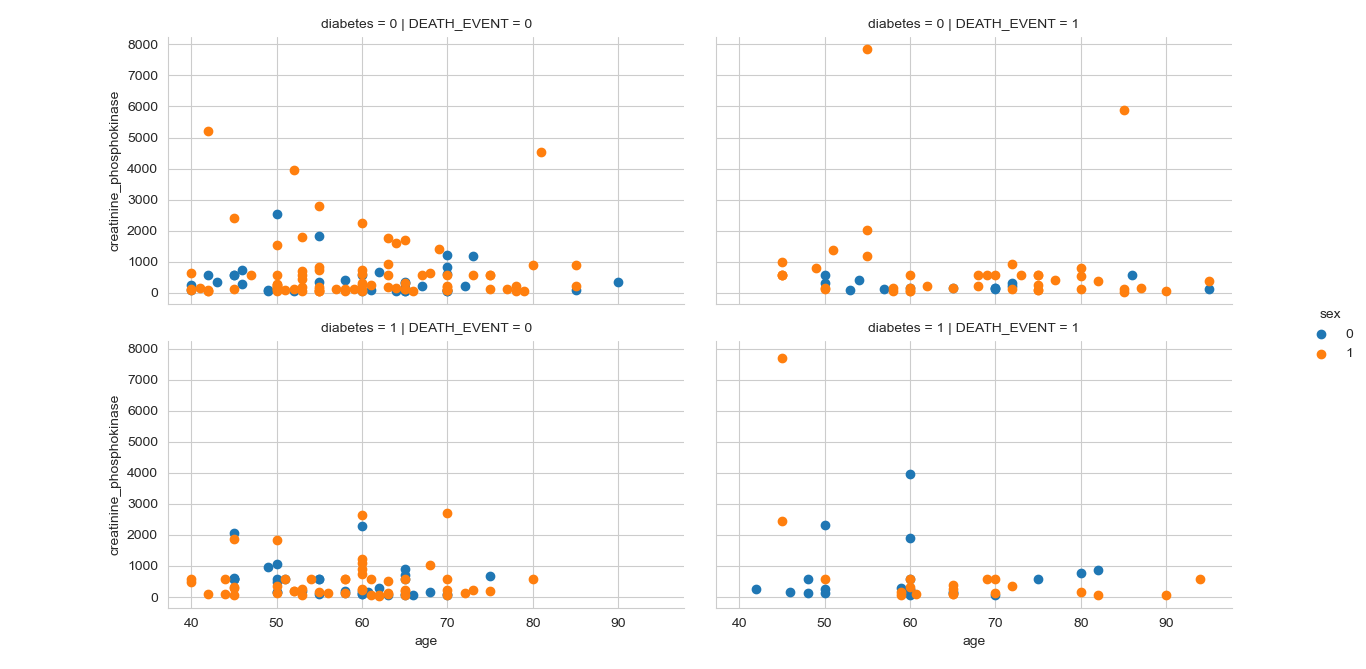 diabetes = 0 | DEATH_EVENT = 0
diabetes = 0 | DEATH_EVENT = 1
8000
7000
6000
5000
4000
3000
2000
1000
0
creatinine_phosphokinase
diabetes = 1 | DEATH_EVENT = 0
diabetes = 1 | DEATH_EVENT = 1
8000
7000
6000
5000
4000
3000
2000
1000
0
creatinine_phosphokinase
40 50 60 70 80 90
age
40 50 60 70 80 90
age
sex
0
1